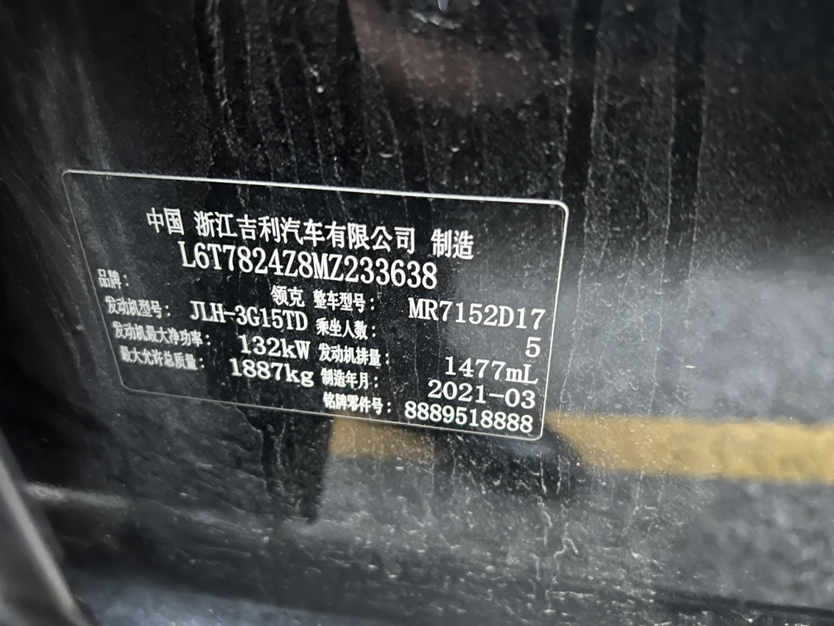 中国 浙江吉利汽车有限公司 制造
L6T7824Z8MZ233638
品牌： 领克 整车型号： MR7152D17
发动机型号： JLH-3G15TD 乘坐人数： 5
发动机最大净功率： 132kW 发动机排量： 1477mL
最大允许总质量： 1887kg 制造年月： 2021-03
铭牌零件号： 8889518888